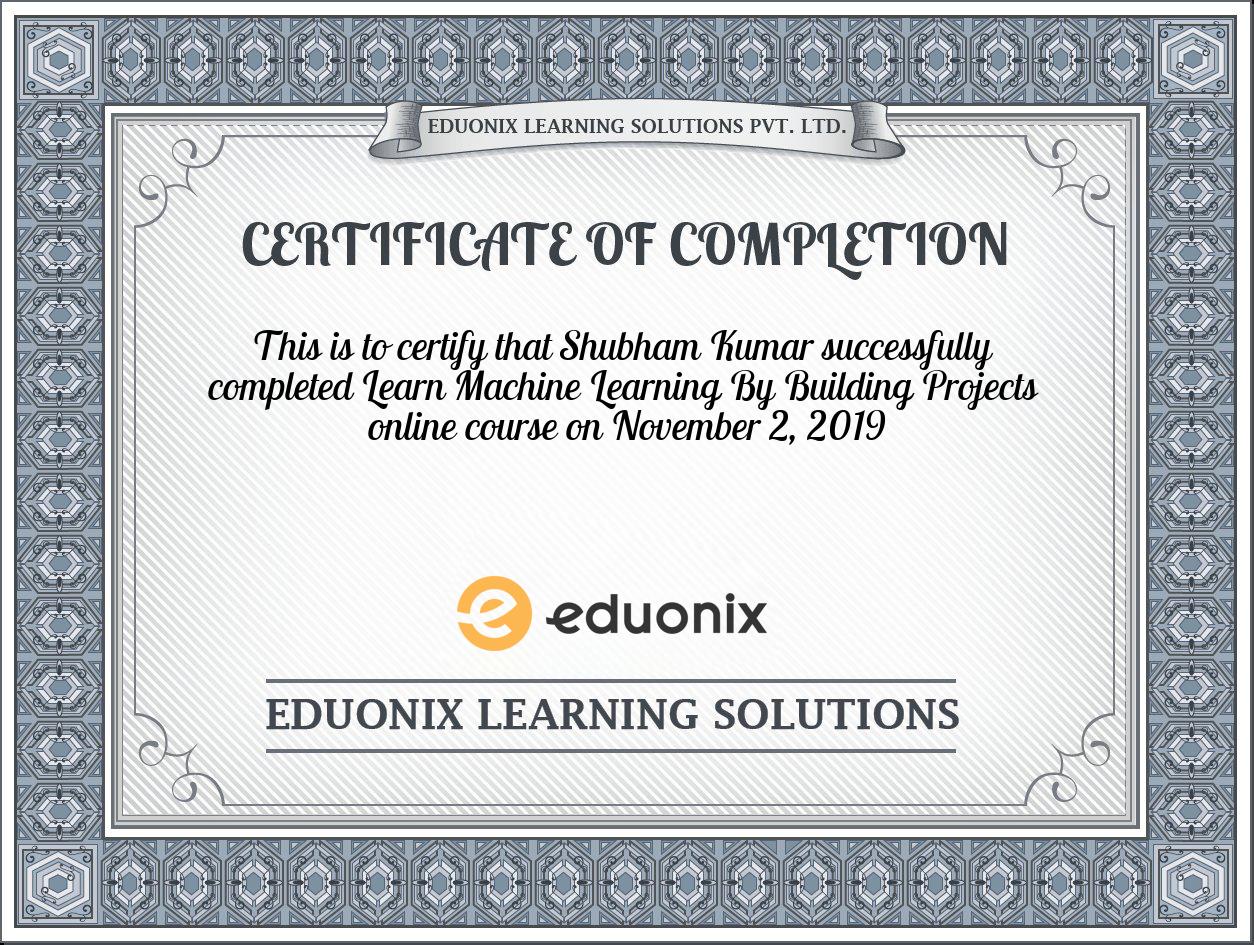 EDUONIX LEARNING SOLUTIONS PVT. LTD.
CERTIFICATE OF COMPLETION
This is to certify that Shubham Kumar successfully
completed Learn Machine Learning By Building Projects
online course on November 2, 2019
e eduonix
EDUONIX LEARNING SOLUTIONS